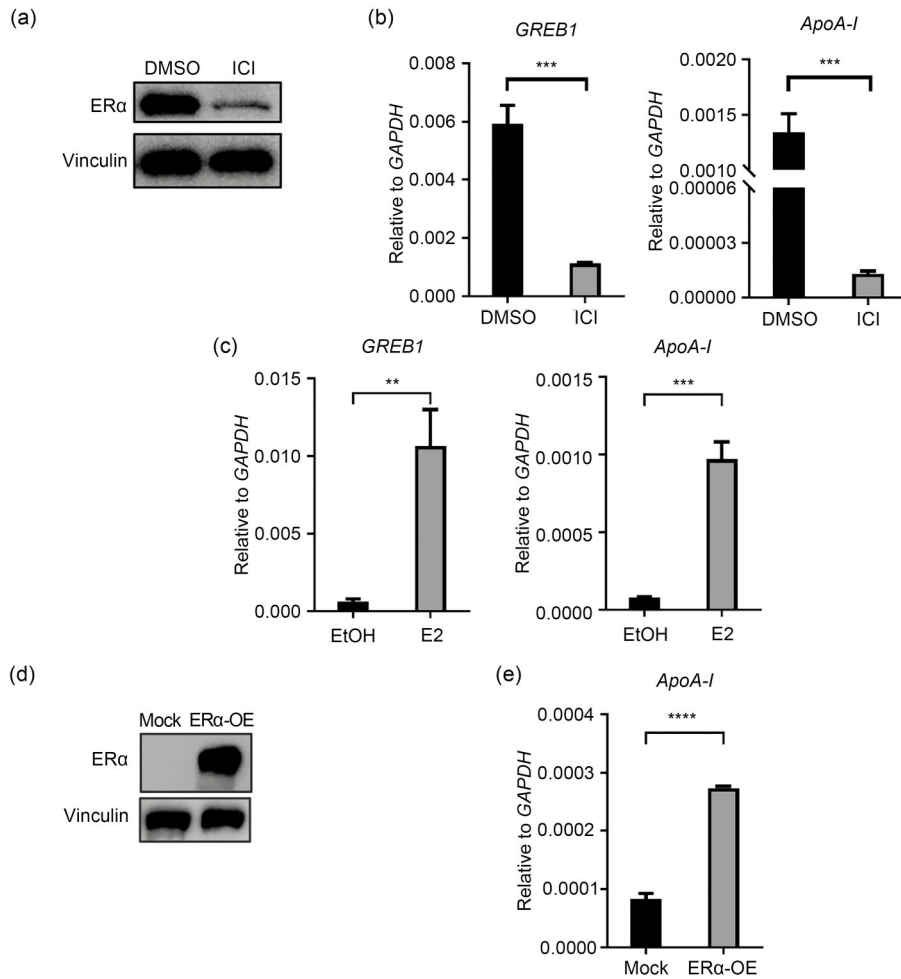 (a)
DMSO ICI
ERα
Vinculin
(b)
GREB1
***
Relative to GAPDH
0.008
0.006
0.004
0.002
0.000
DMSO ICI
ApoA-I
***
Relative to GAPDH
0.0020
0.0015
0.0010
0.00006
0.00003
0.00000
DMSO ICI
(c)
GREB1
**
Relative to GAPDH
0.015
0.010
0.005
0.000
EtOH E2
ApoA-I
***
Relative to GAPDH
0.0015
0.0010
0.0005
0.0000
EtOH E2
(d)
Mock ERα-OE
ERα
Vinculin
(e)
ApoA-I
****
Relative to GAPDH
0.0004
0.0003
0.0002
0.0001
0.0000
Mock ERα-OE